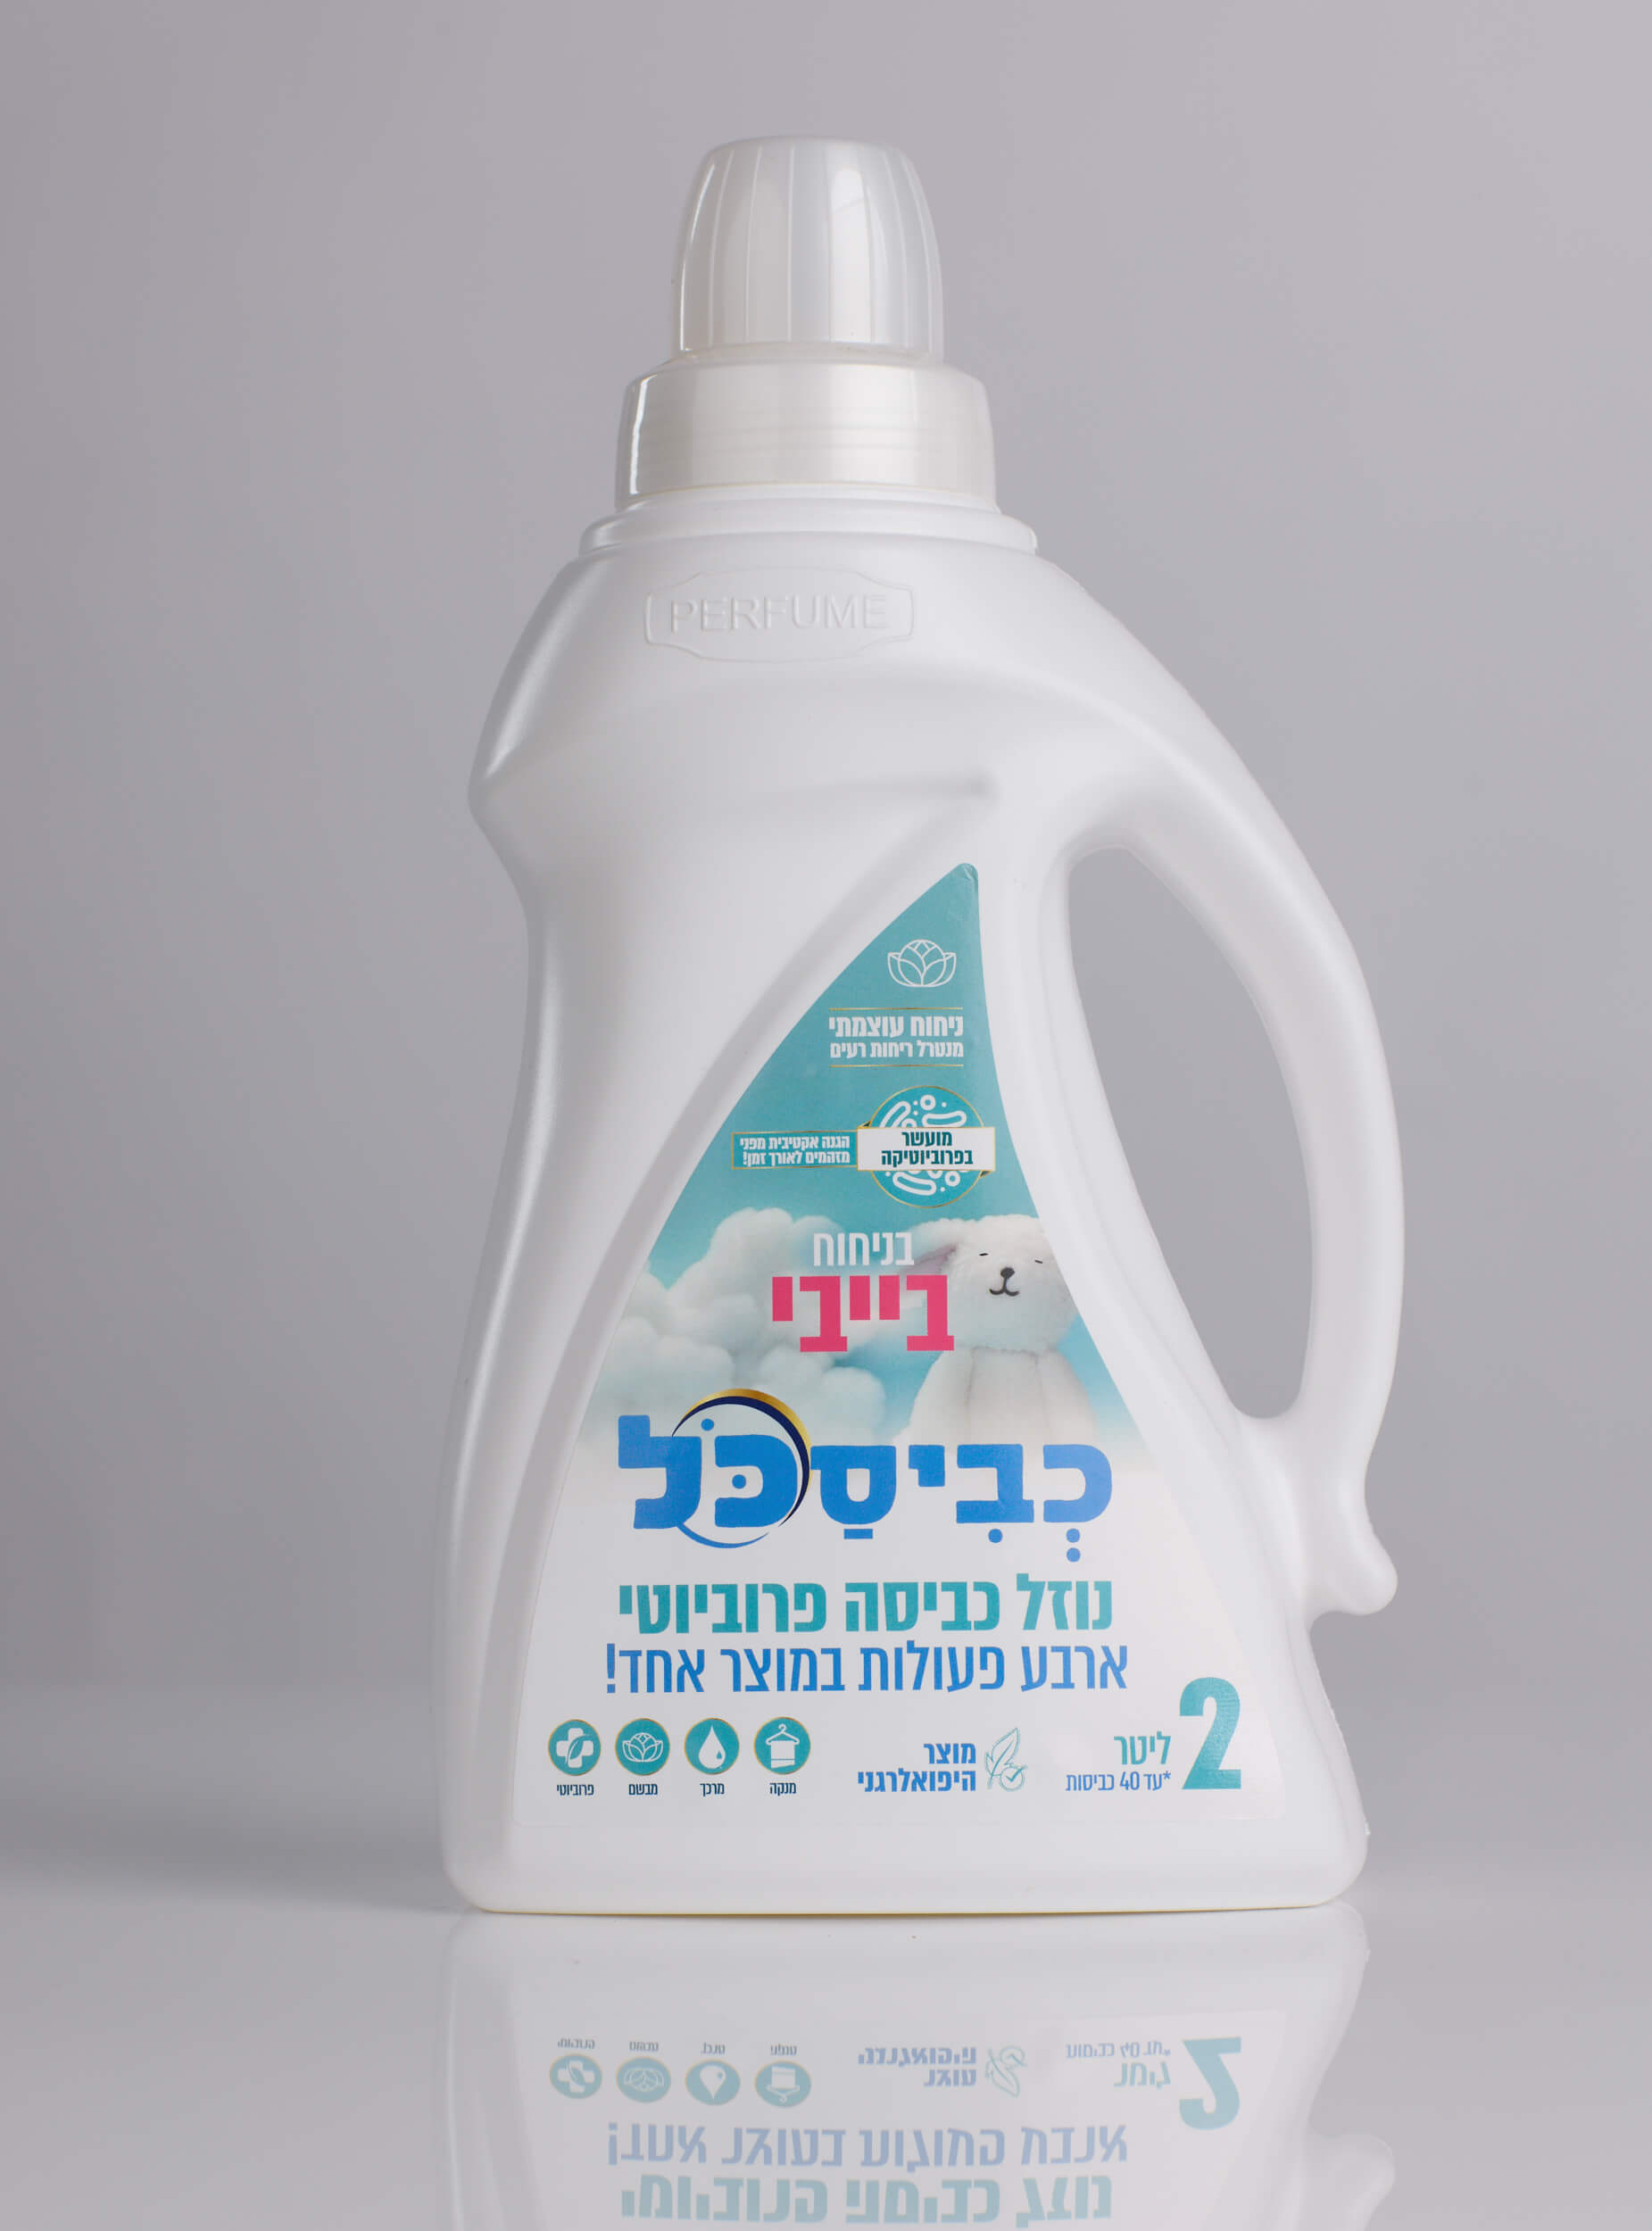 PERFUME
ניחוח עוצמתי
מנטרל ריחות רעים
מועשר
בפרוביוטיקה
הגנה אקטיבית מפני
מזהמים לאורך זמן!
בניחוח
בייבי
כְּבִיסַכֹּל
נוזל כביסה פרוביוטי
ארבע פעולות במוצר אחד!
2
ליטר
*עד 40 כביסות
מוצר
היפואלרגני
מנקה
מרכך
מבשם
פרוביוטי